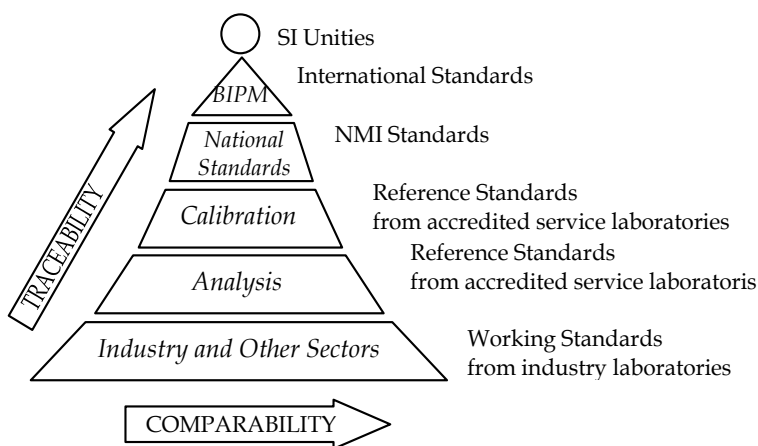 SI Unities
International Standards
BIPM
NMI Standards
National
Standards
Reference Standards
from accredited service laboratories
Calibration
Reference Standards
from accredited service laboratoris
Analysis
TRACEABILITY
Working Standards
from industry laboratories
Industry and Other Sectors
COMPARABILITY